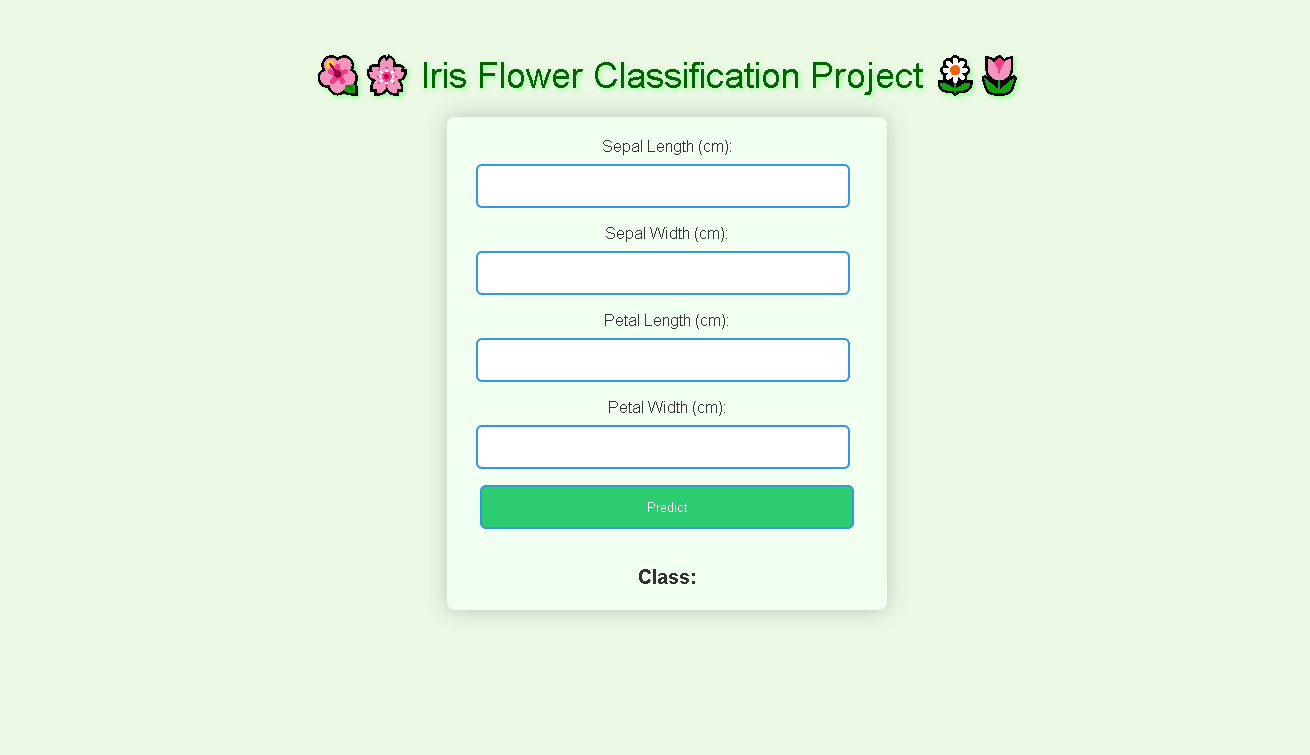 🌺🌸 Iris Flower Classification Project 🌼🌷
Sepal Length (cm):
Sepal Width (cm):
Petal Length (cm):
Petal Width (cm):
Predict
Class: